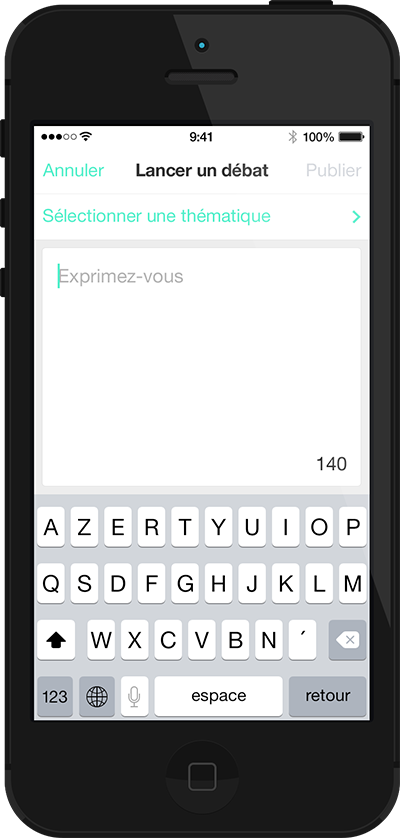 9:41 100%
Annuler Lancer un débat Publier
Sélectionner une thématique
Exprimez-vous
140
A Z E R T Y U I O P
Q S D F G H J K L M
W X C V B N ´
123 espace retour